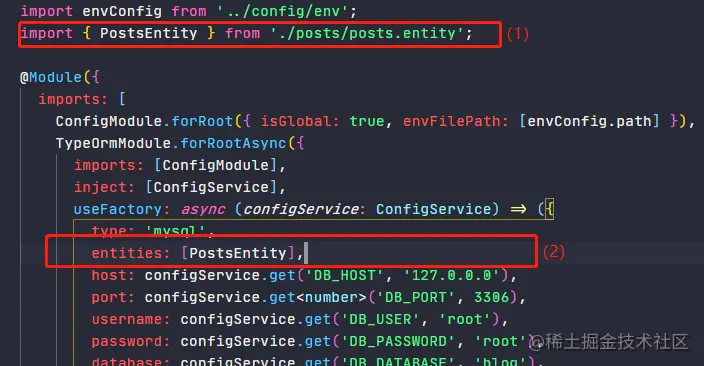 import envConfig from '../config/env';
import { PostsEntity } from './posts/posts.entity';
(1)
@Module({
imports: [
ConfigModule.forRoot({ isGlobal: true, envFilePath: [envConfig.path] }),
TypeOrmModule.forRootAsync({
imports: [ConfigModule],
inject: [ConfigService],
useFactory: async (configService: ConfigService) => ({
type: 'mysql',
entities: [PostsEntity],
(2)
host: configService.get('DB_HOST', '127.0.0.0'),
port: configService.get<number>('DB_PORT', 3306),
username: configService.get('DB_USER', 'root'),
password: configService.get('DB_PASSWORD', 'root'),
database: configService.get('DB_DATABASE', 'blog'),
@稀土掘金技术社区